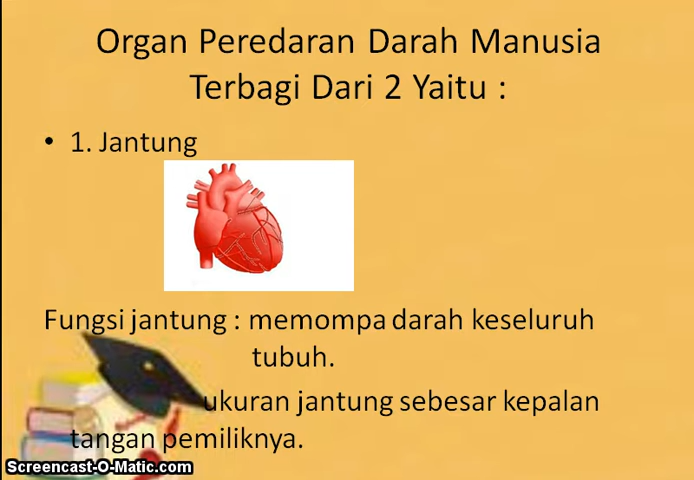 Organ Peredaran Darah Manusia
Terbagi Dari 2 Yaitu :
• 1. Jantung
Fungsi jantung : memompa darah keseluruh
tubuh.
ukuran jantung sebesar kepalan
tangan pemiliknya.
Screencast-O-Matic.com